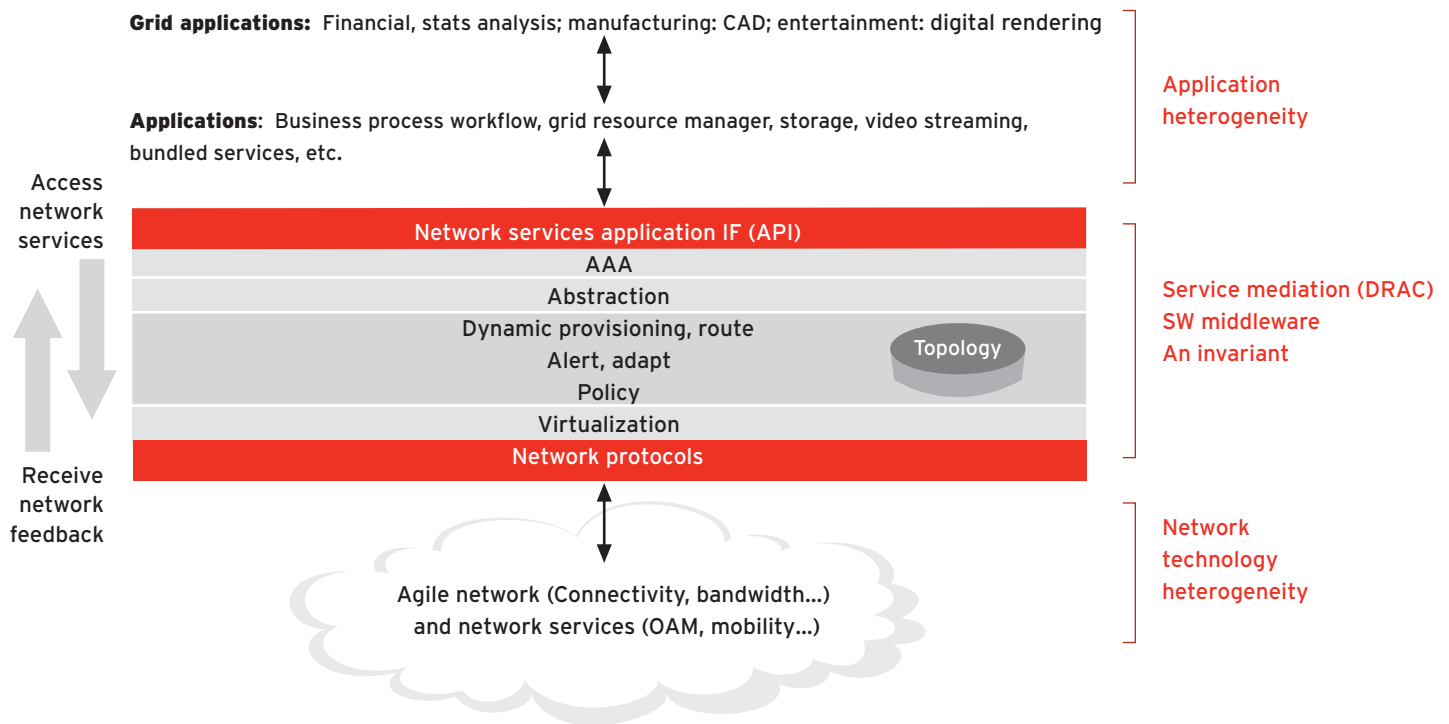 Grid applications: Financial, stats analysis; manufacturing: CAD; entertainment: digital rendering
Application
heterogeneity
Applications: Business process workflow, grid resource manager, storage, video streaming,
bundled services, etc.
Access
network
services
Network services application IF (API)
AAA
Abstraction
Dynamic provisioning, route
Alert, adapt
Policy
Topology
Virtualization
Network protocols
Service mediation (DRAC)
SW middleware
An invariant
Receive
network
feedback
Agile network (Connectivity, bandwidth...)
and network services (OAM, mobility...)
Network
technology
heterogeneity